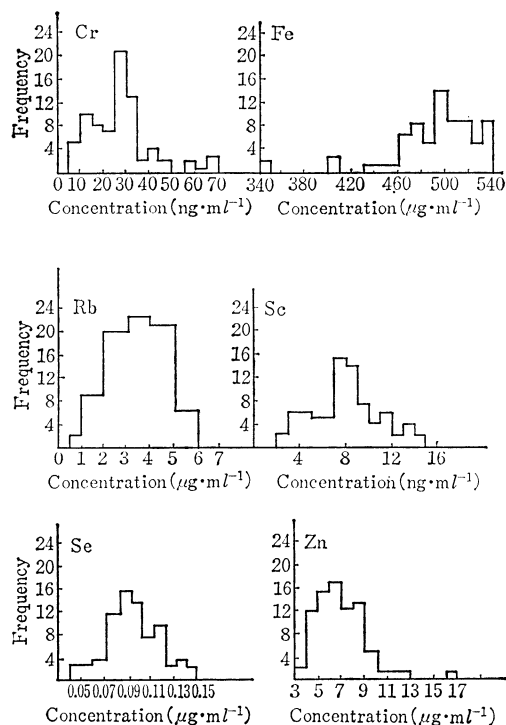 Cr
Frequency
24
20
16
12
8
4
0 10 20 30 40 50 60 70
Concentration (ng·ml⁻¹)
Fe
24
20
16
12
8
4
340 380 420 460 500 540
Concentration (μg·ml⁻¹)
Rb
Frequency
24
20
16
12
8
4
0 1 2 3 4 5 6 7
Concentration (μg·ml⁻¹)
Sc
24
20
16
12
8
4
4 8 12 16
Concentration (ng·ml⁻¹)
Se
Frequency
24
20
16
12
8
4
0.05 0.07 0.09 0.11 0.13 0.15
Concentration (μg·ml⁻¹)
Zn
24
20
16
12
8
4
3 5 7 9 11 13 15 17
Concentration (μg·ml⁻¹)